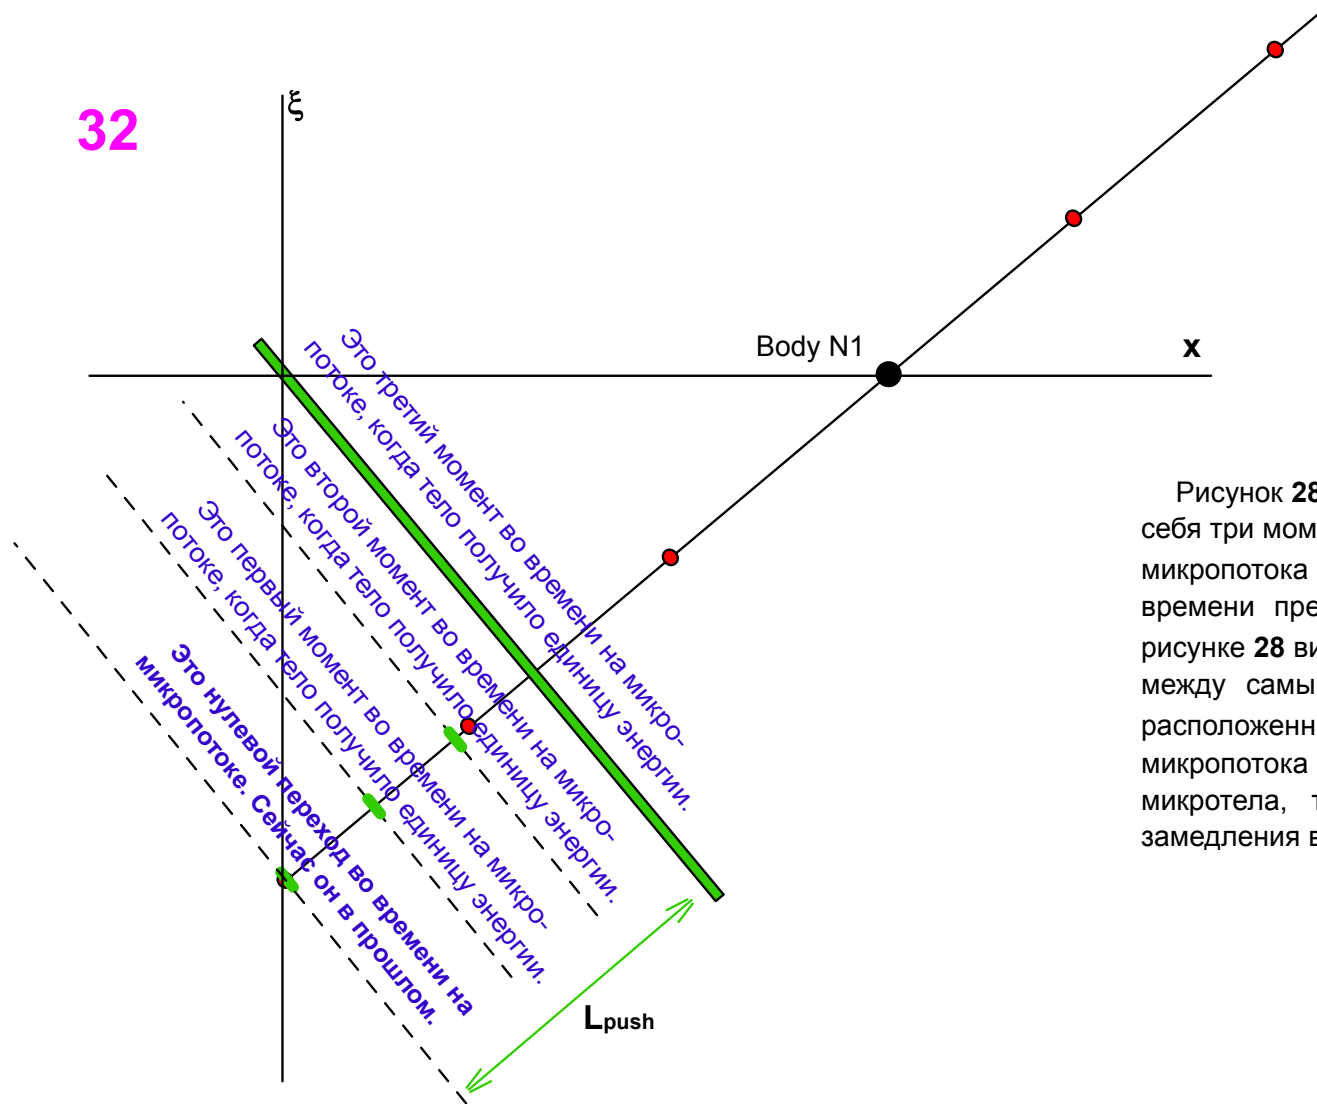 32
ξ
Body N1
x
Это третий момент во времени на микро-
потоке, когда тело получило единицу энергии.
Это второй момент во времени на микро-
потоке, когда тело получило единицу энергии.
Это первый момент во времени на микро-
потоке, когда тело получило единицу энергии.
Это нулевой переход во времени на
микропотоке. Сейчас он в прошлом.
Lpush
Рисунок 28
себя три мом
микропотока
времени пре
рисунке 28 ви
между самы
расположенн
микропотока
микротела, т
замедления в